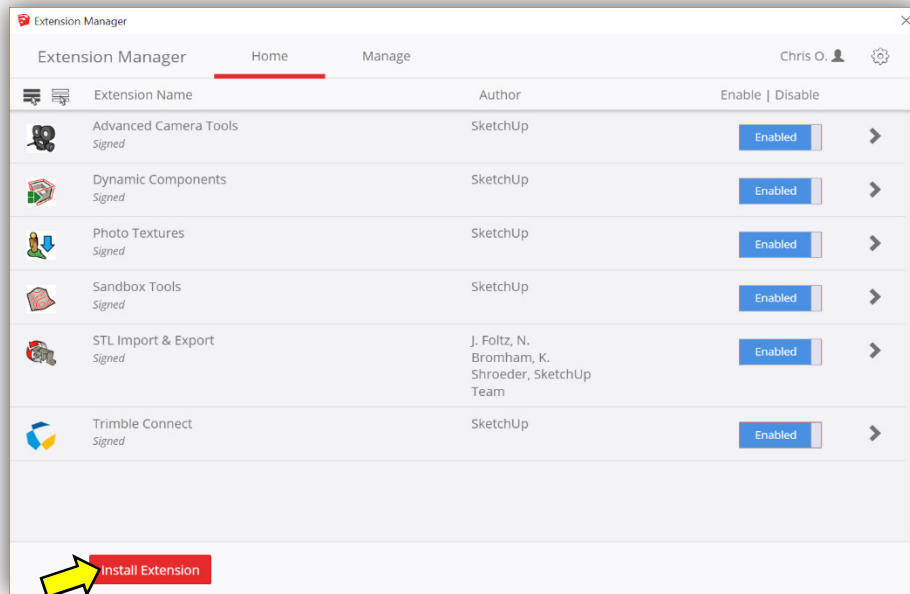 Extension Manager
Extension Manager Home Manage Chris O.
Extension Name Author Enable | Disable
Advanced Camera Tools SketchUp Enabled
Signed
Dynamic Components SketchUp Enabled
Signed
Photo Textures SketchUp Enabled
Signed
Sandbox Tools SketchUp Enabled
Signed
STL Import & Export J. Foltz, N. Enabled
Signed Bromham, K.
Shroeder, SketchUp
Team
Trimble Connect SketchUp Enabled
Signed
Install Extension